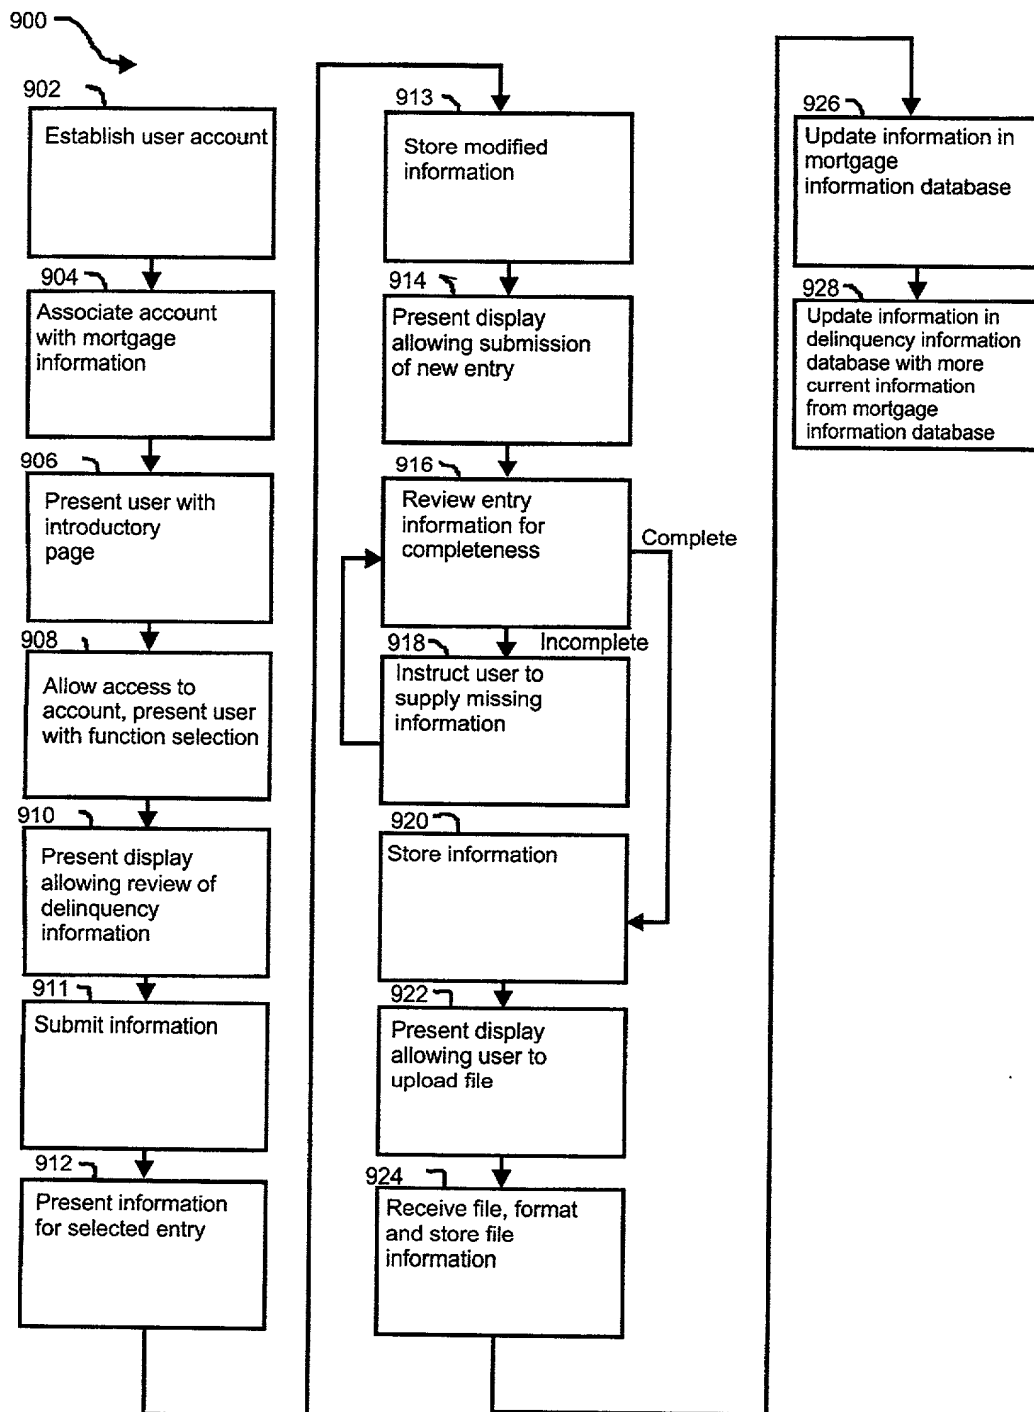 900
902
Establish user account
904
Associate account
with mortgage
information
906
Present user with
introductory
page
908
Allow access to
account, present user
with function selection
910
Present display
allowing review of
delinquency
information
911
Submit information
912
Present information
for selected entry
913
Store modified
information
914
Present display
allowing submission
of new entry
916
Review entry
information for
completeness
Complete
Incomplete
918
Instruct user to
supply missing
information
920
Store information
922
Present display
allowing user to
upload file
924
Receive file, format
and store file
information
926
Update information in
mortgage
information database
928
Update information in
delinquency information
database with more
current information
from mortgage
information database